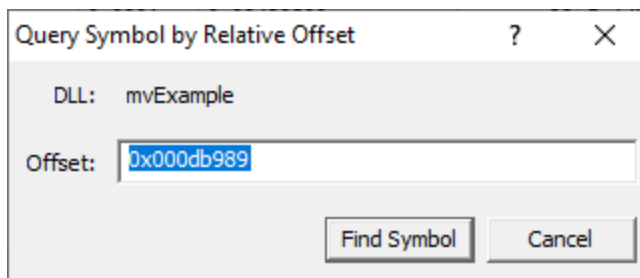 Query Symbol by Relative Offset ?
DLL: mvExample
Offset: 0x000db989
Find Symbol Cancel